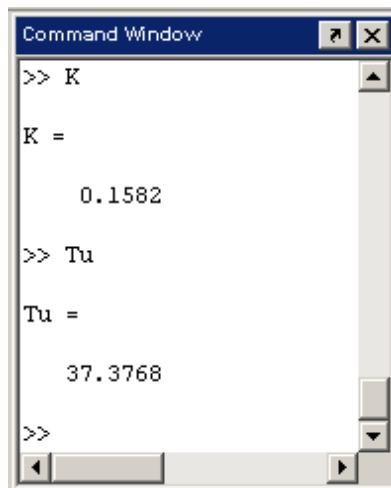 Command Window
>> K
K =
0.1582
>> Tu
Tu =
37.3768
>>